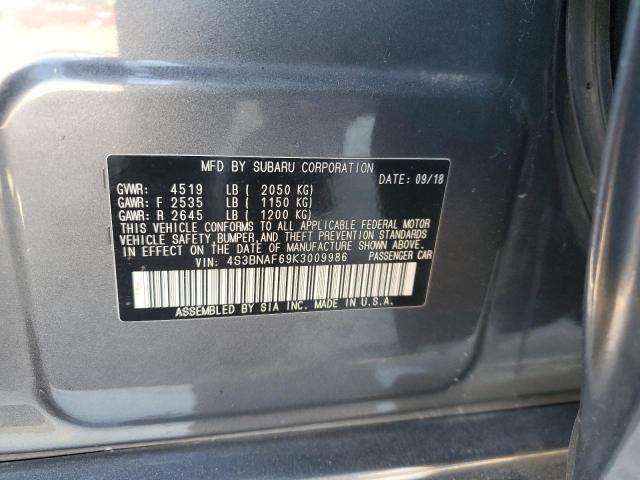 MFD BY SUBARU CORPORATION
DATE: 09/18
GVWR: 4519 LB ( 2050 KG)
GAWR: F 2535 LB ( 1150 KG)
GAWR: R 2645 LB ( 1200 KG)
THIS VEHICLE CONFORMS TO ALL APPLICABLE FEDERAL MOTOR
VEHICLE SAFETY, BUMPER, AND THEFT PREVENTION STANDARDS
IN EFFECT ON THE DATE OF MANUFACTURE SHOWN ABOVE.
VIN: 4S3BNAF69K3009986 PASSENGER CAR
ASSEMBLED BY SIA INC. MADE IN U.S.A.